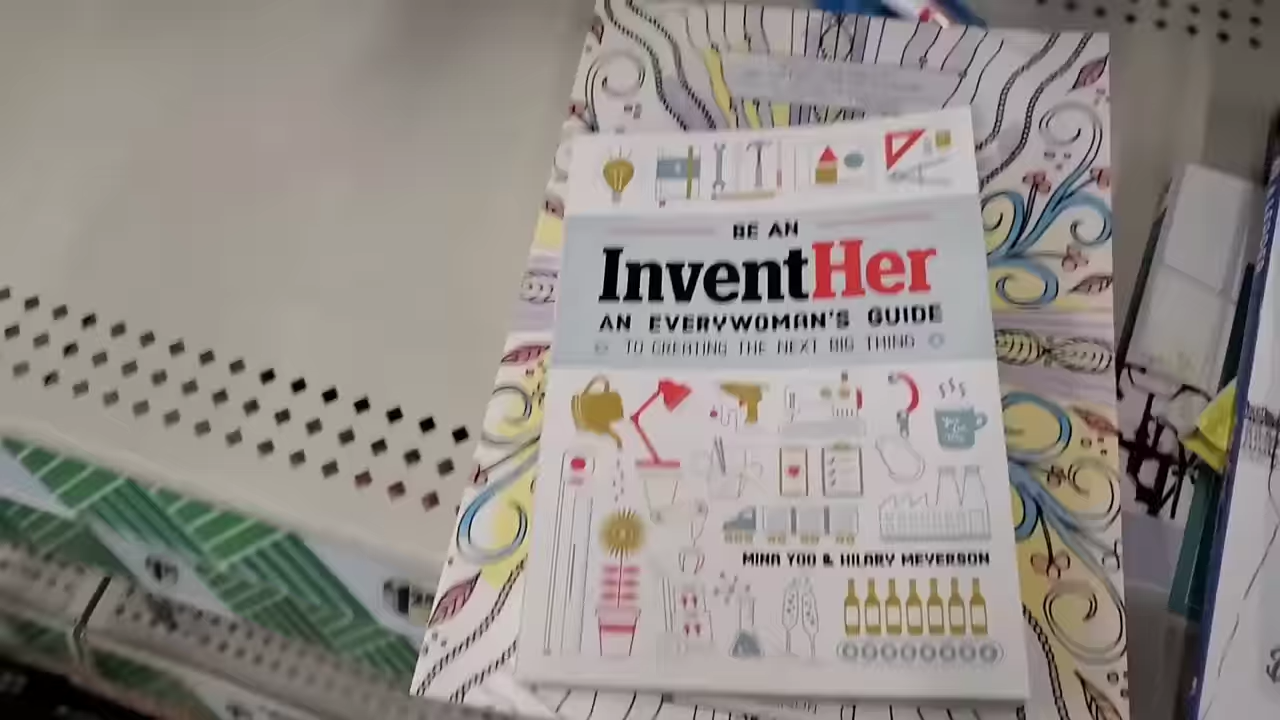 BE AN
InventHer
AN EVERYWOMAN'S GUIDE
TO CREATING THE NEXT BIG THING
MINA YOO & HILARY MEYERSON